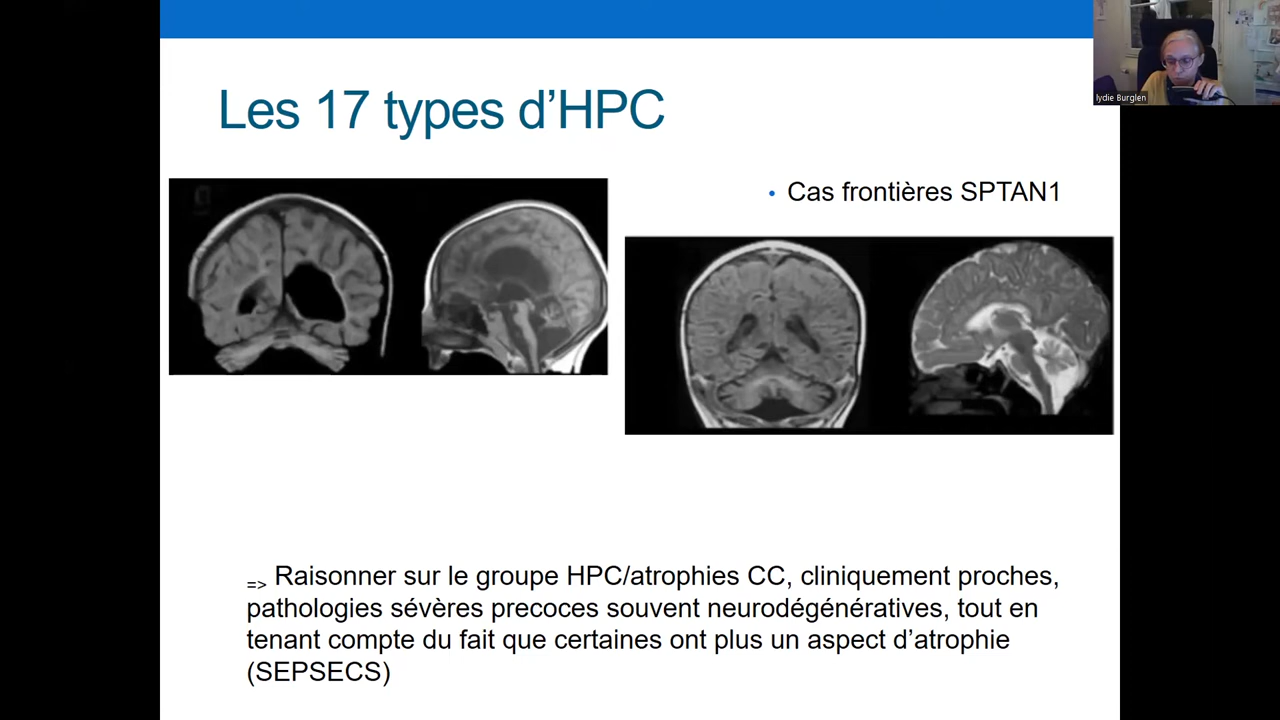 lydie Burglen
Les 17 types d’HPC
• Cas frontières SPTAN1
=> Raisonner sur le groupe HPC/atrophies CC, cliniquement proches,
pathologies sévères precoces souvent neurodégénératives, tout en
tenant compte du fait que certaines ont plus un aspect d’atrophie
(SEPSECS)